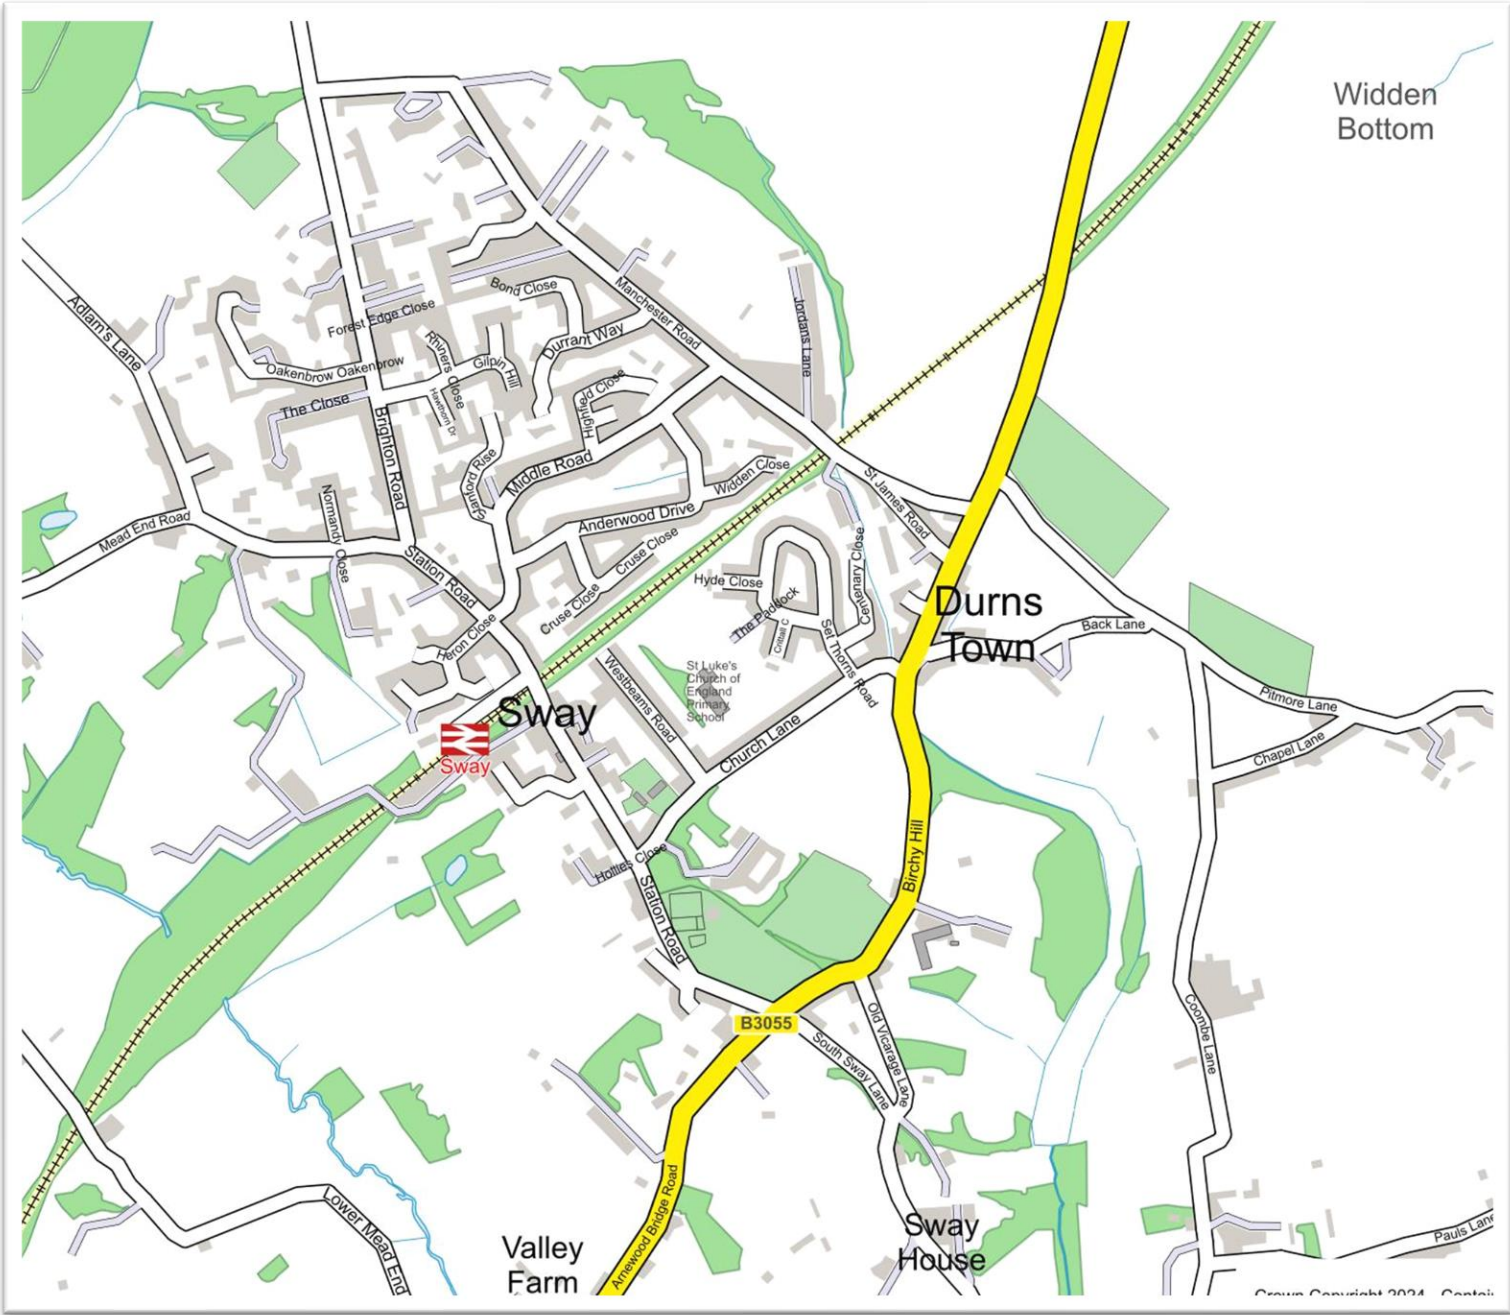 Widden
Bottom
Adlam's Lane
Bond Close
Manchester Road
Forest Edge Close
Jordans Lane
Rhiners Close
Durrant Way
Oakenbrow Oakenbrow
Gilpin Hill
The Close
Hawthorn Dr
Highfield Close
Brighton Road
Middle Road
Stanford Rise
Widden Close
St James Road
Normandy Close
Mead End Road
Anderwood Drive
Cruse Close
Station Road
Hyde Close
Centenary Close
Cruse Close
The Paddock
Durns
Town
Back Lane
Heron Close
Crittall C
Set Thorns Road
Westbeams Road
St Luke's
Church of
England
Primary
School
Sway
Sway
Church Lane
Pitmore Lane
Chapel Lane
Birchy Hill
Hollies Close
Station Road
B3055
Old Vicarage Lane
South Sway Lane
Coombe Lane
Arnewood Bridge Road
Lower Mead End
Valley
Farm
Sway
House
Pauls Lane